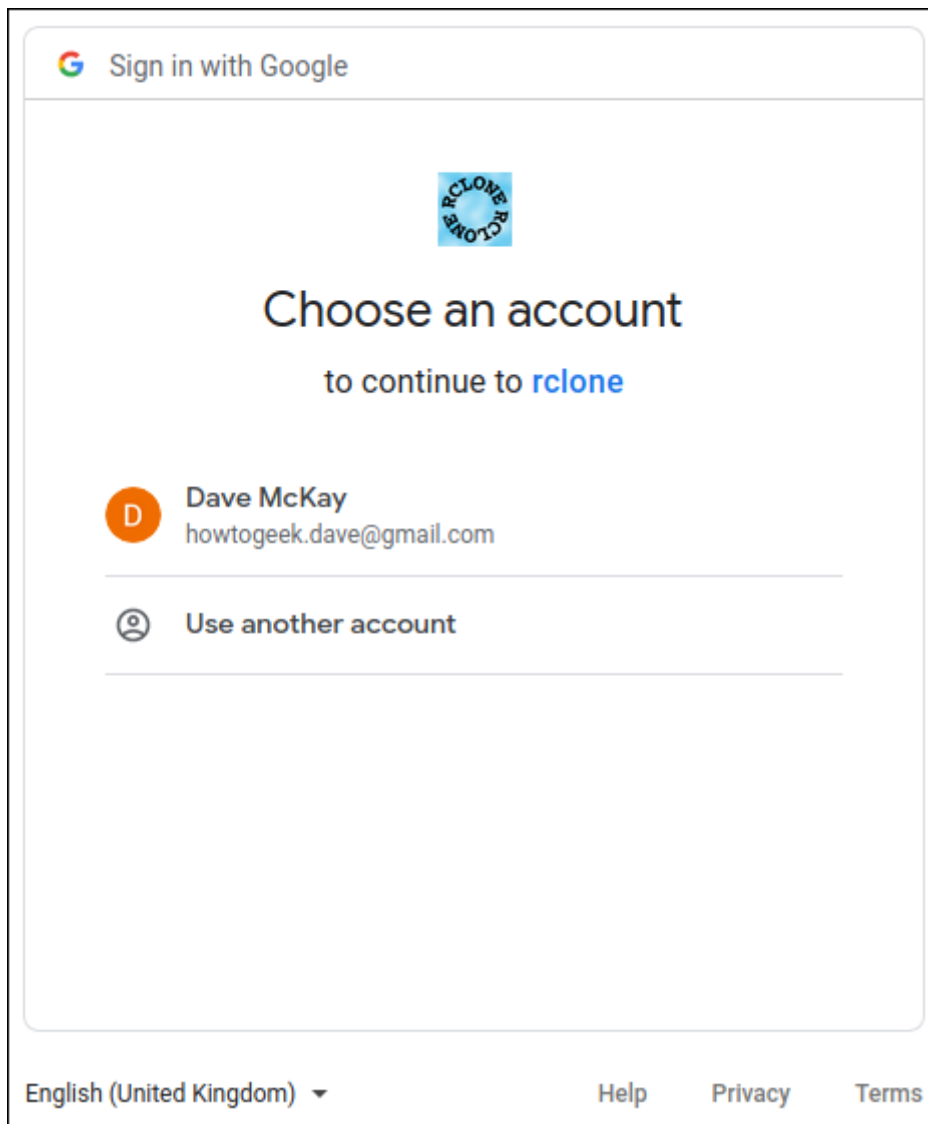 Sign in with Google
RCLONE RCLONE
Choose an account
to continue to rclone
D
Dave McKay
howtogeek.dave@gmail.com
Use another account
English (United Kingdom)
Help Privacy Terms